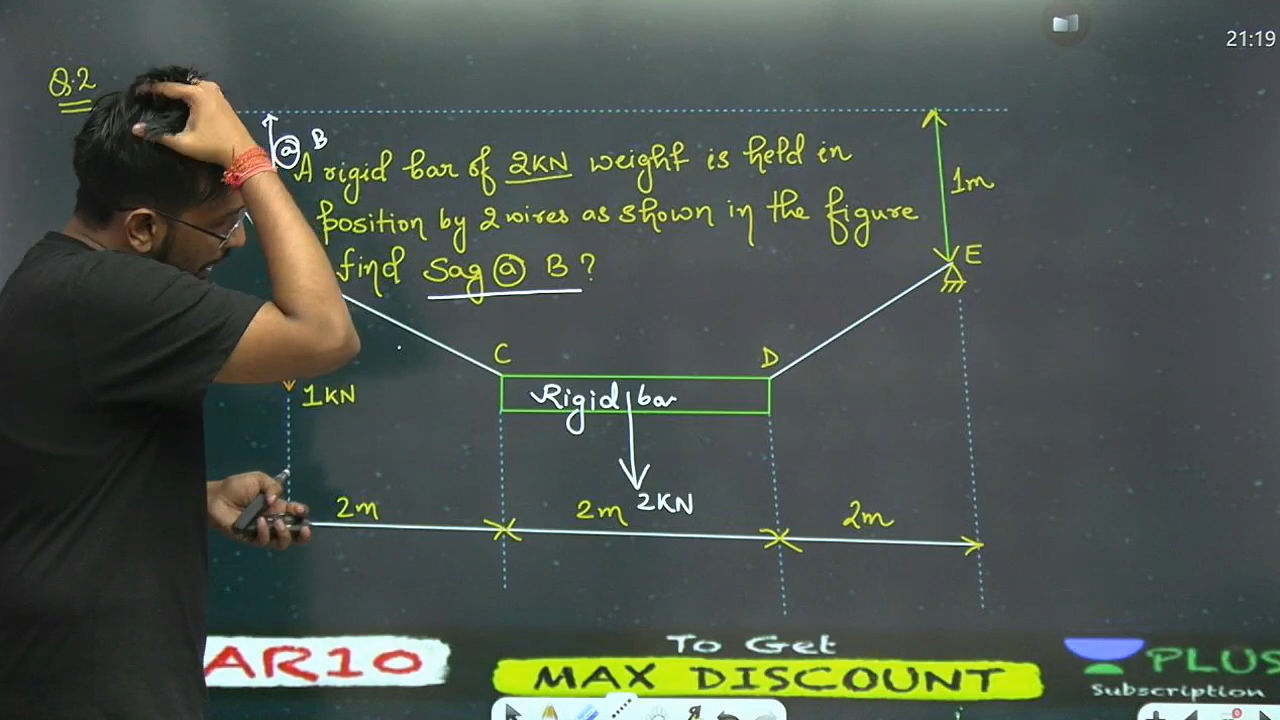 21:19
Q.2
@ B
A rigid bar of 2KN weight is held in
position by 2 wires as shown in the figure
find Sag @ B ?
1m
E
C
D
Rigid bar
1KN
2KN
2m
2m
2m
AR10
To Get
MAX DISCOUNT
PLUS
Subscription